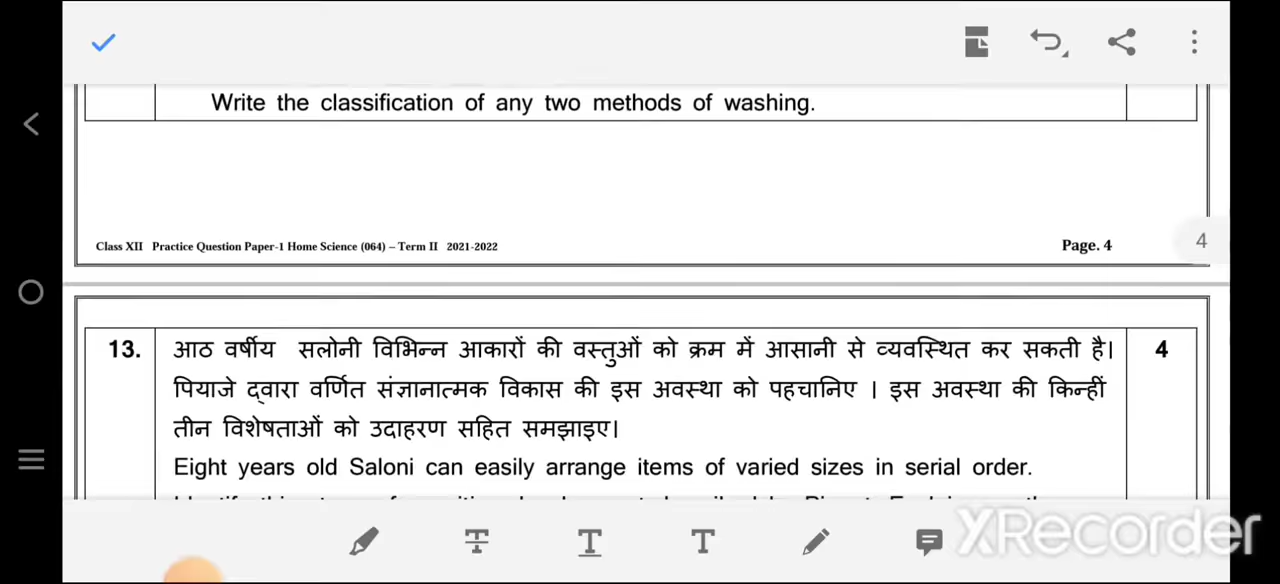 Write the classification of any two methods of washing.
Class XII Practice Question Paper-1 Home Science (064) – Term II 2021-2022
Page. 4
4
13. आठ वर्षीय सलोनी विभिन्न आकारों की वस्तुओं को क्रम में आसानी से व्यवस्थित कर सकती है। 4
पियाजे द्वारा वर्णित संज्ञानात्मक विकास की इस अवस्था को पहचानिए । इस अवस्था की किन्हीं
तीन विशेषताओं को उदाहरण सहित समझाइए।
Eight years old Saloni can easily arrange items of varied sizes in serial order.
T T T
XRecorder